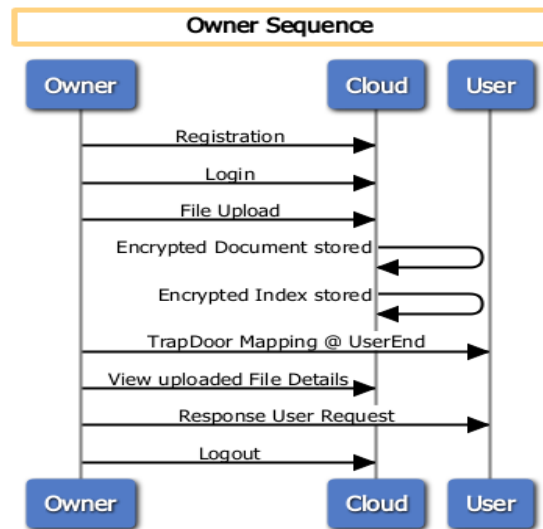 Owner Sequence
Owner Cloud User
Registration
Login
File Upload
Encrypted Document stored
Encrypted Index stored
TrapDoor Mapping @ UserEnd
View uploaded File Details
Response User Request
Logout
Owner Cloud User